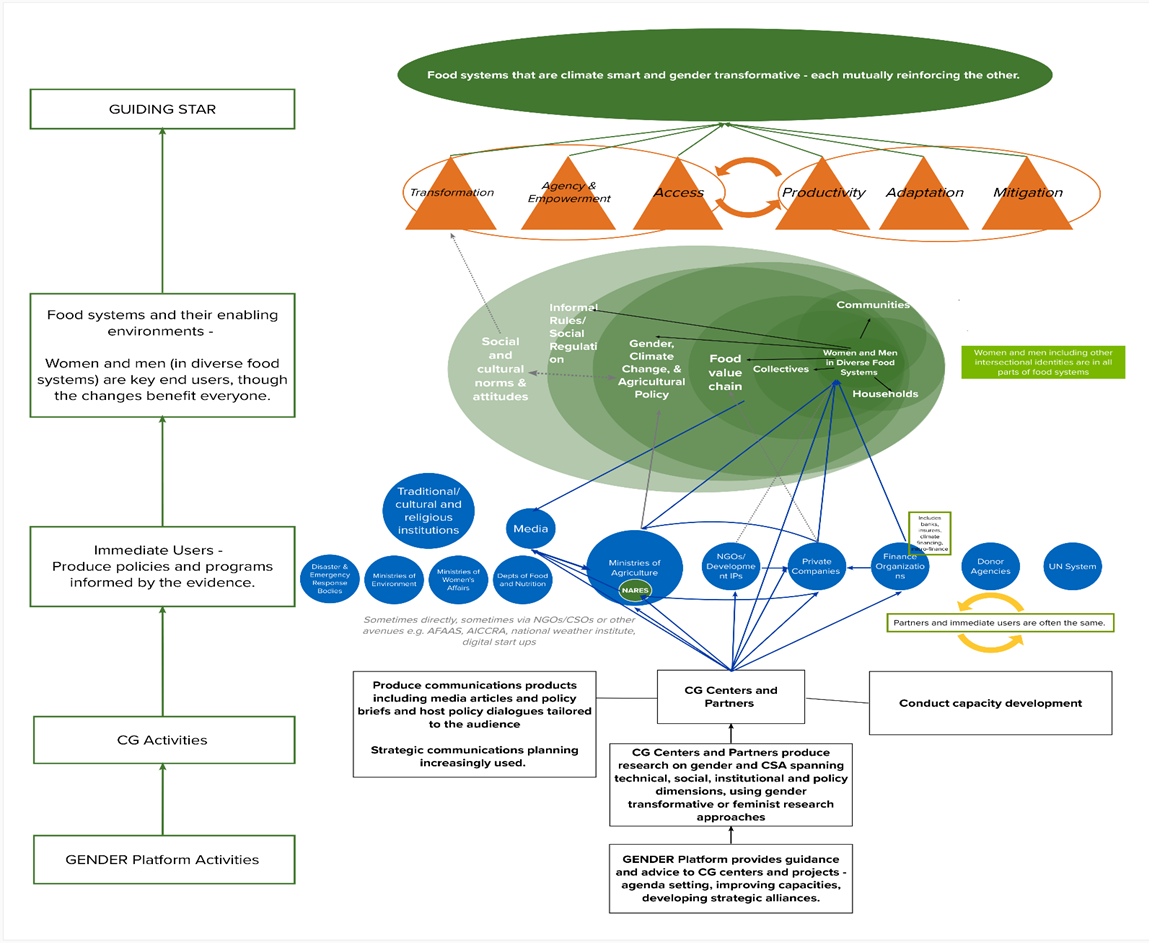 Food systems that are climate smart and gender transformative - each mutually reinforcing the other.
GUIDING STAR
Transformation
Agency &
Empowerment
Access
Productivity
Adaptation
Mitigation
Food systems and their enabling
environments -
Women and men (in diverse food
systems) are key end users, though
the changes benefit everyone.
Social
and
cultural
norms &
attitudes
Informal
Rules/
Social
Regulati
on
Gender,
Climate
Change, &
Agricultural
Policy
Food
value
chain
Collectives
Communities
Women and Men
in Diverse Food
Systems
Households
Women and men including other
intersectional identities are in all
parts of food systems
Immediate Users -
Produce policies and programs
informed by the evidence.
Traditional/
cultural and
religious
institutions
Media
Disaster &
Emergency
Response
Bodies
Ministries of
Environment
Ministries of
Women's
Affairs
Depts of Food
and Nutrition
Ministries of
Agriculture
NARES
NGOs/
Developme
nt IPs
Private
Companies
Finance
Organizatio
ns
Includes
banks,
insurers,
climate
financing,
micro-finance
Donor
Agencies
UN System
Partners and immediate users are often the same.
Sometimes directly, sometimes via NGOs/CSOs or other
avenues e.g. AFAAS, AICCRA, national weather institute,
digital start ups
CG Activities
Produce communications products
including media articles and policy
briefs and host policy dialogues tailored
to the audience
Strategic communications planning
increasingly used.
CG Centers and
Partners
Conduct capacity development
CG Centers and Partners produce
research on gender and CSA spanning
technical, social, institutional and policy
dimensions, using gender
transformative or feminist research
approaches
GENDER Platform Activities
GENDER Platform provides guidance
and advice to CG centers and projects -
agenda setting, improving capacities,
developing strategic alliances.